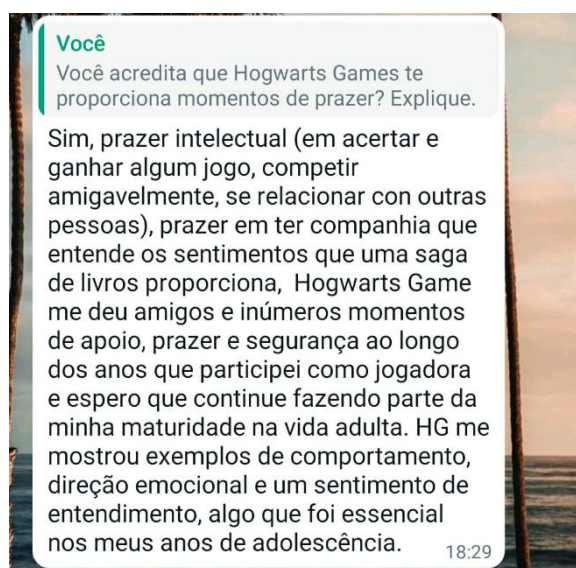 Você
Você acredita que Hogwarts Games te
proporciona momentos de prazer? Explique.
Sim, prazer intelectual (em acertar e
ganhar algum jogo, competir
amigavelmente, se relacionar con outras
pessoas), prazer em ter companhia que
entende os sentimentos que uma saga
de livros proporciona,  Hogwarts Game
me deu amigos e inúmeros momentos
de apoio, prazer e segurança ao longo
dos anos que participei como jogadora
e espero que continue fazendo parte da
minha maturidade na vida adulta. HG me
mostrou exemplos de comportamento,
direção emocional e um sentimento de
entendimento, algo que foi essencial
nos meus anos de adolescência. 18:29